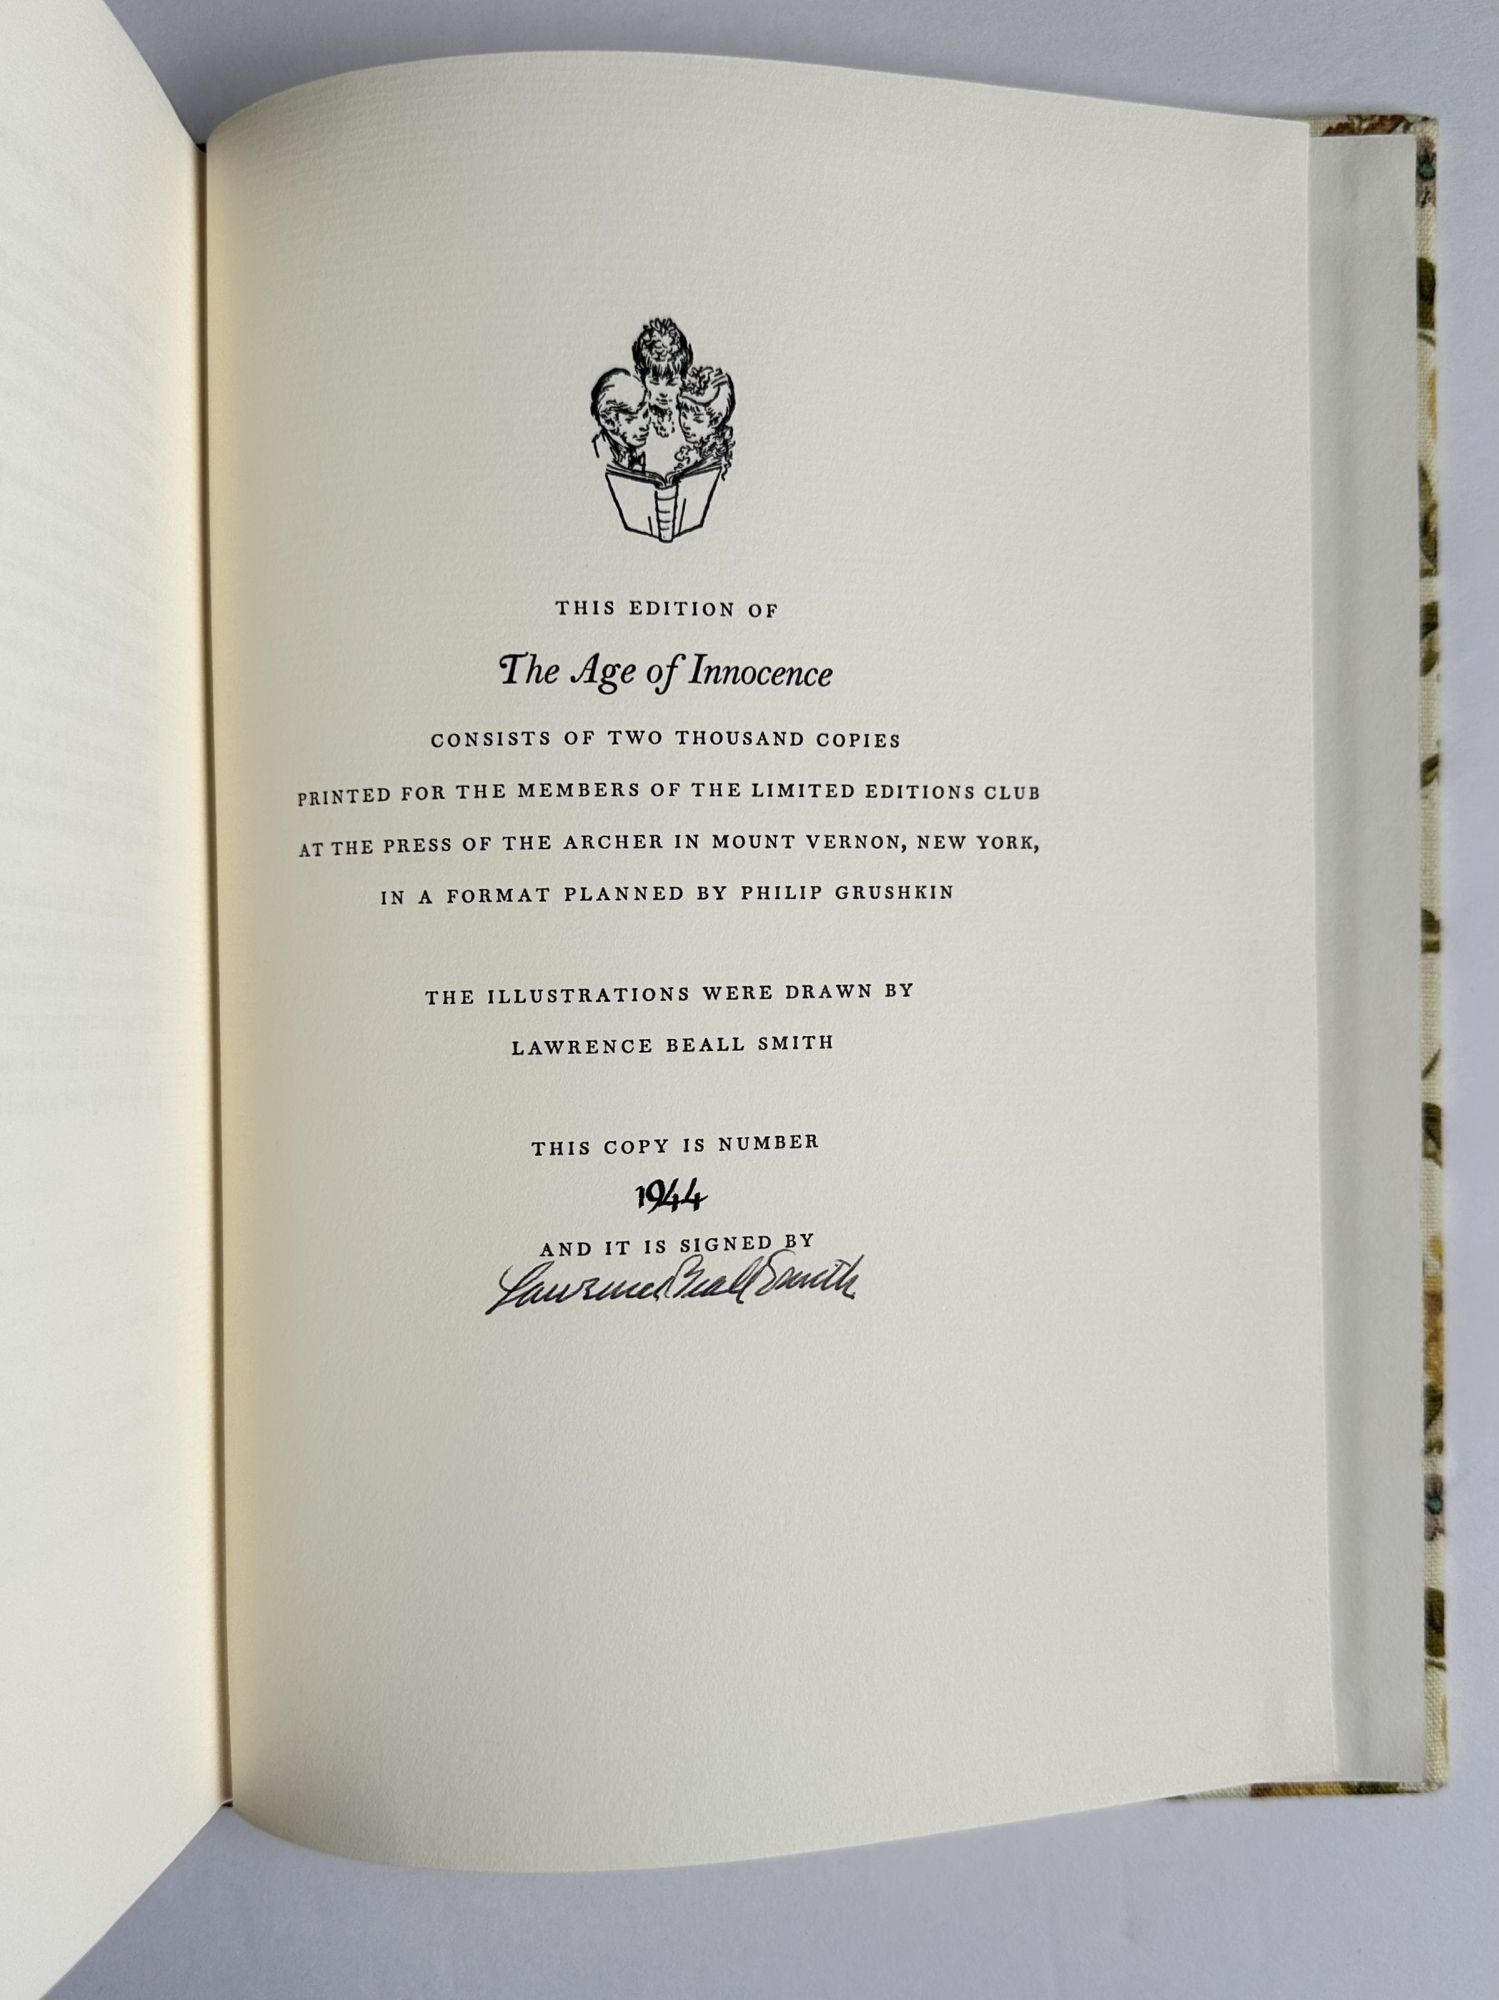 THIS EDITION OF
The Age of Innocence
CONSISTS OF TWO THOUSAND COPIES
PRINTED FOR THE MEMBERS OF THE LIMITED EDITIONS CLUB
AT THE PRESS OF THE ARCHER IN MOUNT VERNON, NEW YORK,
IN A FORMAT PLANNED BY PHILIP GRUSHKIN
THE ILLUSTRATIONS WERE DRAWN BY
LAWRENCE BEALL SMITH
THIS COPY IS NUMBER
1944
AND IT IS SIGNED BY
Lawrence Beall Smith